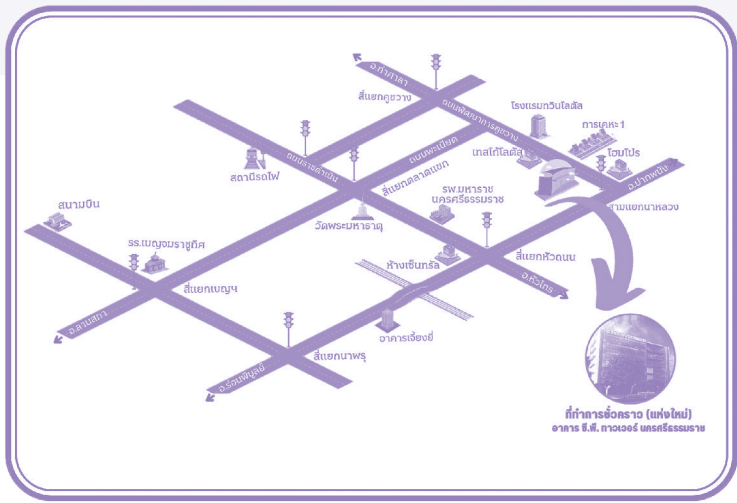 อ.ท่าศาลา
สี่แยกคูขวาง
ถนนพัฒนาการคูขวาง
โรงแรมทวินโลตัส
การเคหะ 1
เทสโก้โลตัส
โฮมโปร
ถนนราชดำเนิน
ถนนพะเนียด
สถานีรถไฟ
สี่แยกตลาดแขก
อ.ปากพนัง
รพ.มหาราช
นครศรีธรรมราช
สามแยกนาหลวง
สนามบิน
วัดพระมหาธาตุ
รร.เบญจมราชูทิศ
ห้างเซ็นทรัล
สี่แยกหัวถนน
สี่แยกเบญฯ
อ.หัวไทร
อ.ลานสกา
อาคารเจี้ยงยี่
สี่แยกนาพรุ
อ.ร่อนพิบูลย์
ที่ทำการชั่วคราว (แห่งใหม่)
อาคาร ซี.พี. ทาวเวอร์ นครศรีธรรมราช